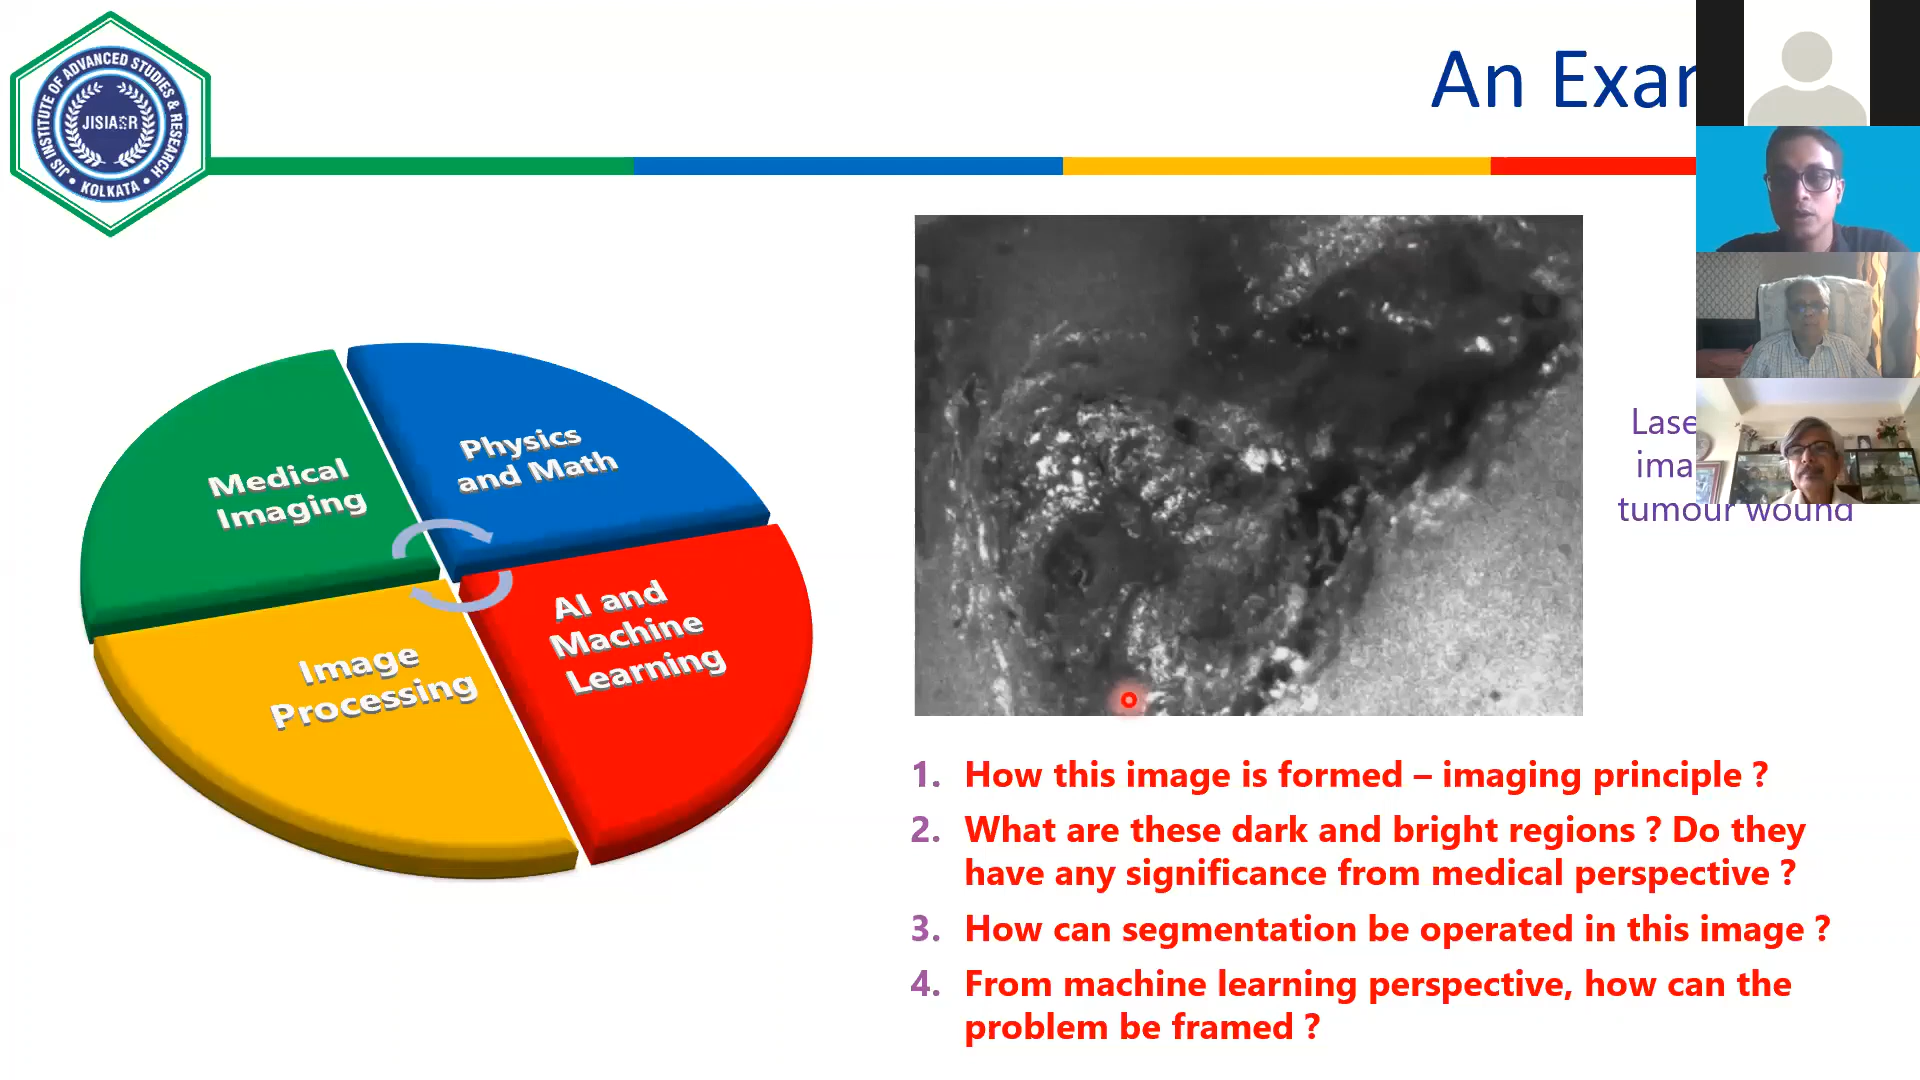 JIS INSTITUTE OF ADVANCED STUDIES & RESEARCH
JISIASR
• KOLKATA •
An Exa
Medical
Imaging
Physics
and Math
AI and
Machine
Learning
Image
Processing
Lase
ima
tumour wound
1. How this image is formed – imaging principle ?
2. What are these dark and bright regions ? Do they
have any significance from medical perspective ?
3. How can segmentation be operated in this image ?
4. From machine learning perspective, how can the
problem be framed ?